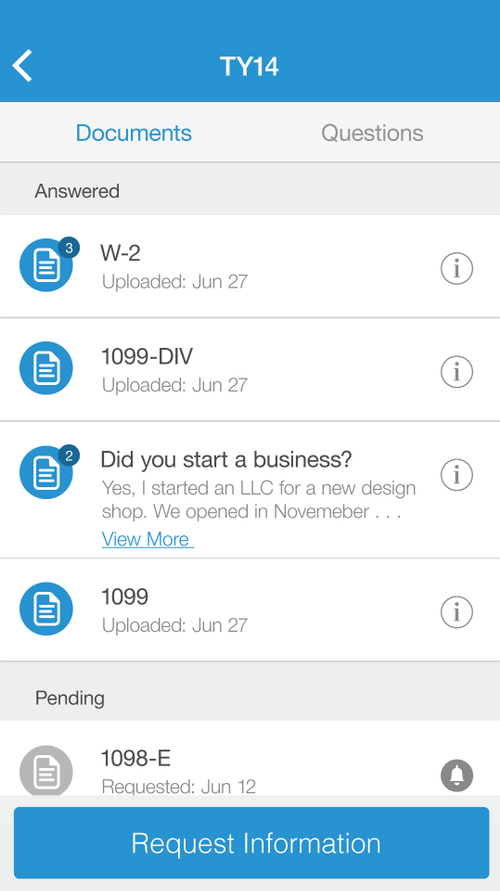 TY14
Documents
Questions
Answered
3
W-2
Uploaded: Jun 27
1099-DIV
Uploaded: Jun 27
2
Did you start a business?
Yes, I started an LLC for a new design
shop. We opened in Novemeber . . .
View More
1099
Uploaded: Jun 27
Pending
1098-E
Requested: Jun 12
Request Information